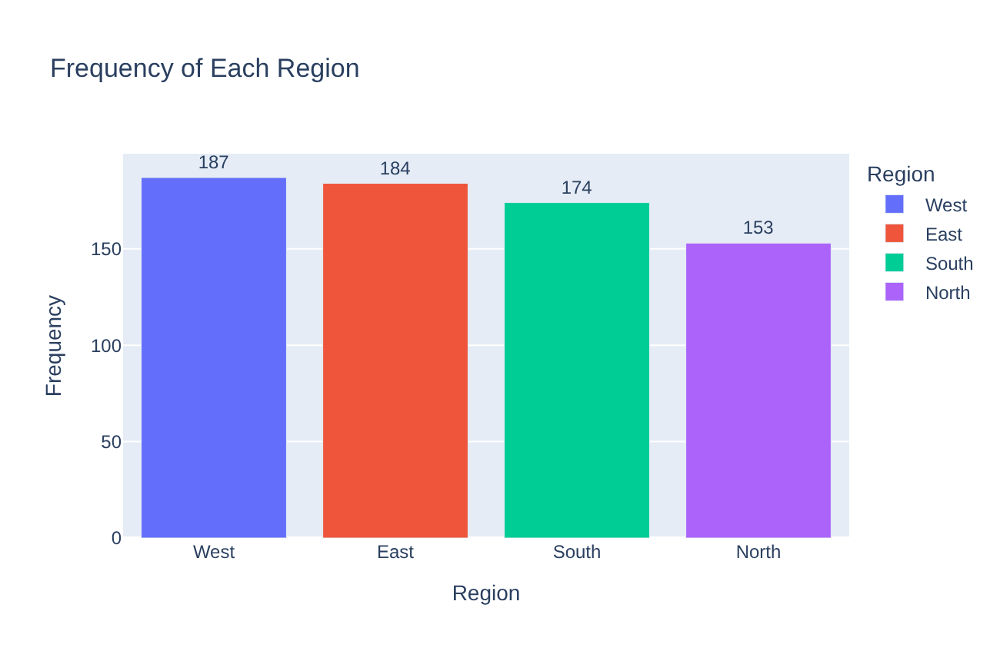 Frequency of Each Region
187
184
174
153
150
100
50
0
Frequency
West
East
South
North
Region
Region
West
East
South
North